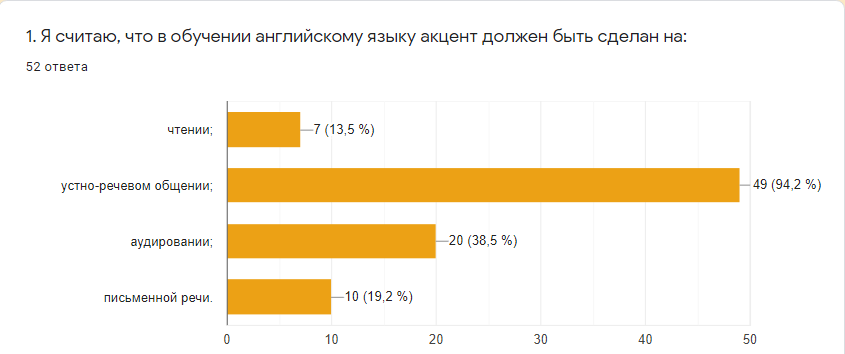 1. Я считаю, что в обучении английскому языку акцент должен быть сделан на:
52 ответа
чтении;
7 (13,5 %)
устно-речевом общении;
49 (94,2 %)
аудировании;
20 (38,5 %)
письменной речи.
10 (19,2 %)
0 10 20 30 40 50